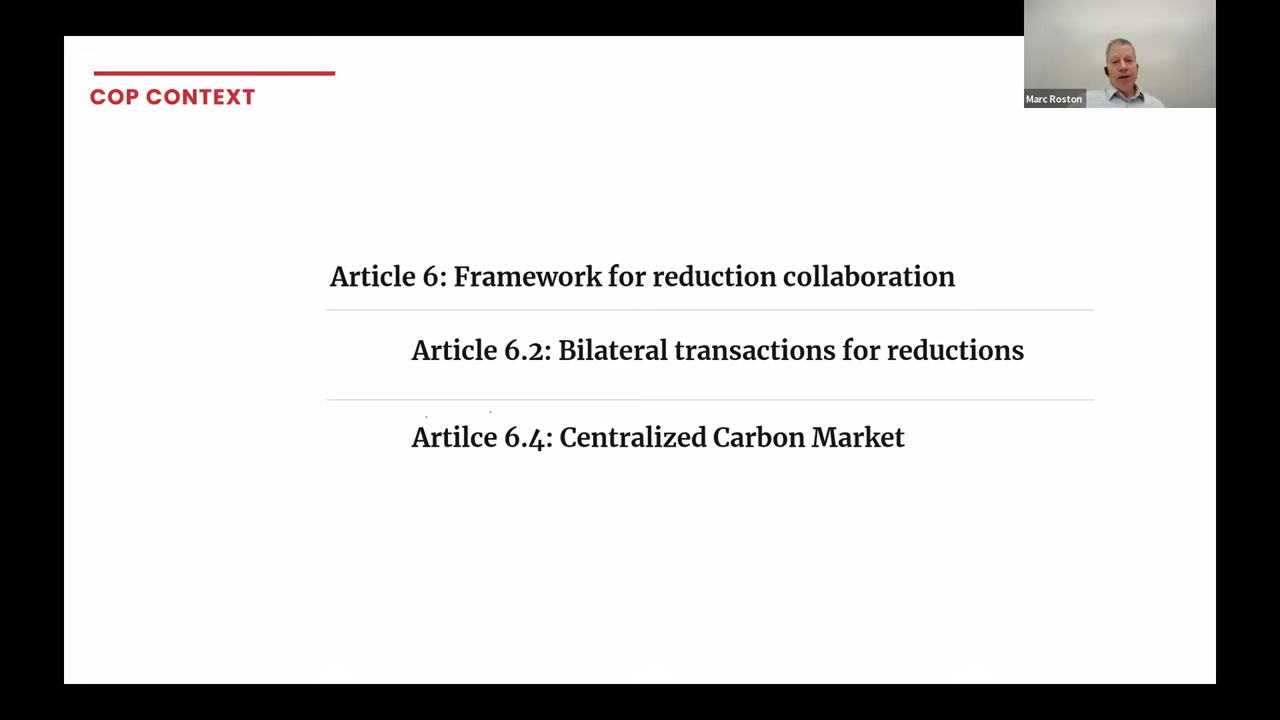 COP CONTEXT
Marc Roston
Article 6: Framework for reduction collaboration
Article 6.2: Bilateral transactions for reductions
Artilce 6.4: Centralized Carbon Market